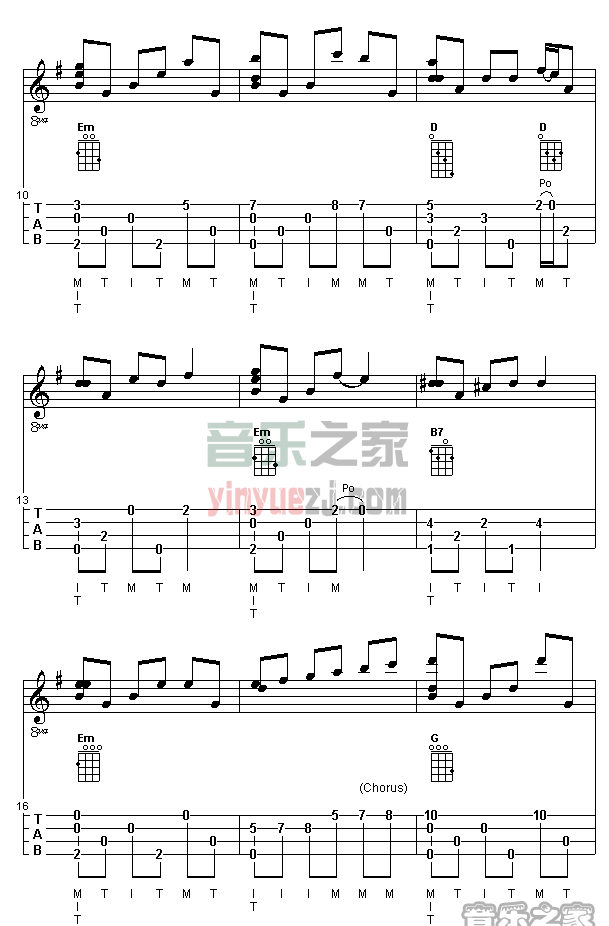 8va
Em D D
10 Po
T 3 5 7 8 7 5 2 0
A 0 0 0 0 3 3
B 0 0 0 0 2 2
2 2 0 0 0
M T I T M T M T I M M T M T I T M T
I I I
T T T
8va
音乐之家
Em B7
yinyuezj.com
13 Po
T 0 2 3 2 0
A 3 0 0 4 2 4
B 2 0 2
0 0 2 1 1
I T M T M M T I M I T I T I
T I T
T
8va
Em G
(Chorus)
16
T 0 0 5 7 8 10 10
A 0 0 5 7 8 0 0
B 0 0 0 0
2 2 0 0 0
M T I T M T I I I M M M M T I T M T
I T I
T T
音乐之家